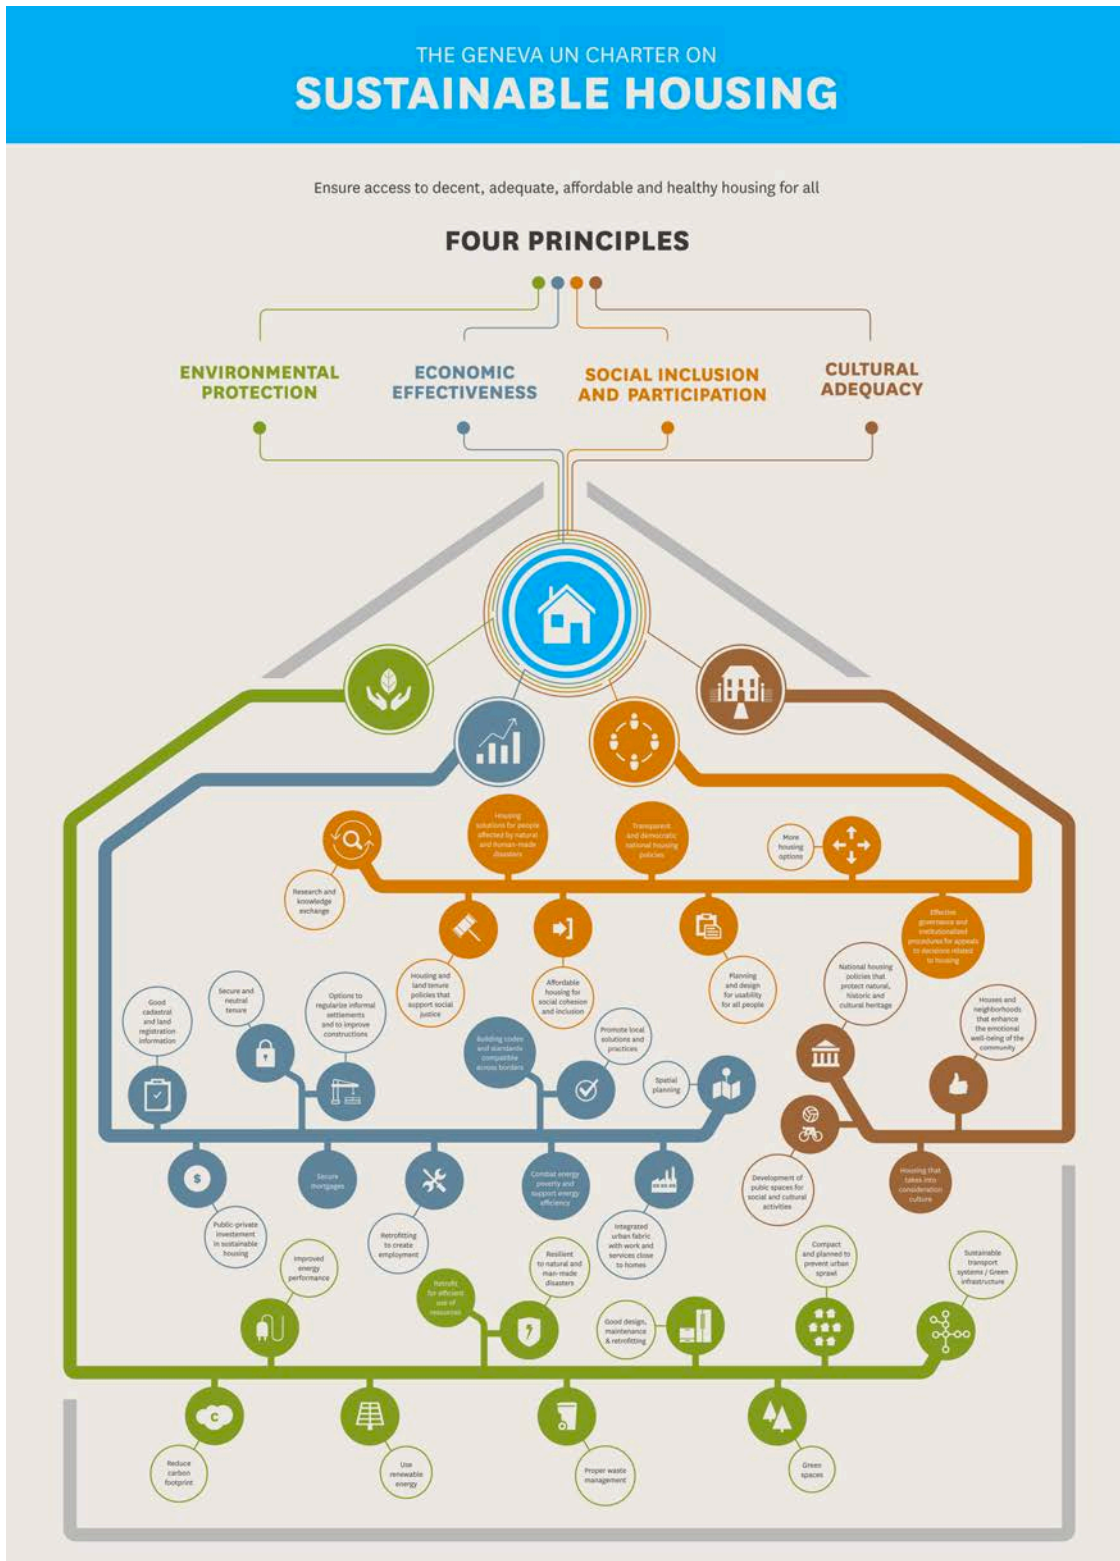 THE GENEVA UN CHARTER ON
SUSTAINABLE HOUSING
Ensure access to decent, adequate, affordable and healthy housing for all
FOUR PRINCIPLES
ENVIRONMENTAL
PROTECTION
ECONOMIC
EFFECTIVENESS
SOCIAL INCLUSION
AND PARTICIPATION
CULTURAL
ADEQUACY
Housing
solutions for people
affected by natural
and human-made
disasters
Transparent
and democratic
national housing
policies
More
housing
options
Research and
knowledge
exchange
Housing and
land tenure
policies that
support social
justice
Affordable
housing for
social cohesion
and inclusion
Planning
and design
for usability
for all people
Effective
governance and
institutionalized
procedures for appeals
to decisions related
to housing
National housing
policies that
protect natural,
historic and
cultural heritage
Houses and
neighborhoods
that enhance
the emotional
well-being of the
community
Good
cadastral
and land
registration
information
Secure and
neutral
tenure
Options to
regularize informal
settlements
and to improve
constructions
Building codes
and standards
compatible
across borders
Promote local
solutions and
practices
Spatial
planning
$
Public-private
investement
in sustainable
housing
Secure
mortgages
Retrofitting
to create
employment
Combat energy
poverty and
support energy
efficiency
Integrated
urban fabric
with work and
services close
to homes
Development of
pubic spaces for
social and cultural
activities
Housing that
takes into
consideration
culture
Improved
energy
performance
Retrofit
for efficient
use of
resources
Resilient
to natural and
man-made
disasters
Good design,
maintenance
& retrofitting
Compact
and planned to
prevent urban
sprawl
Sustainable
transport
systems / Green
infrastructure
C
Reduce
carbon
footprint
Use
renewable
energy
Proper waste
management
Green
spaces